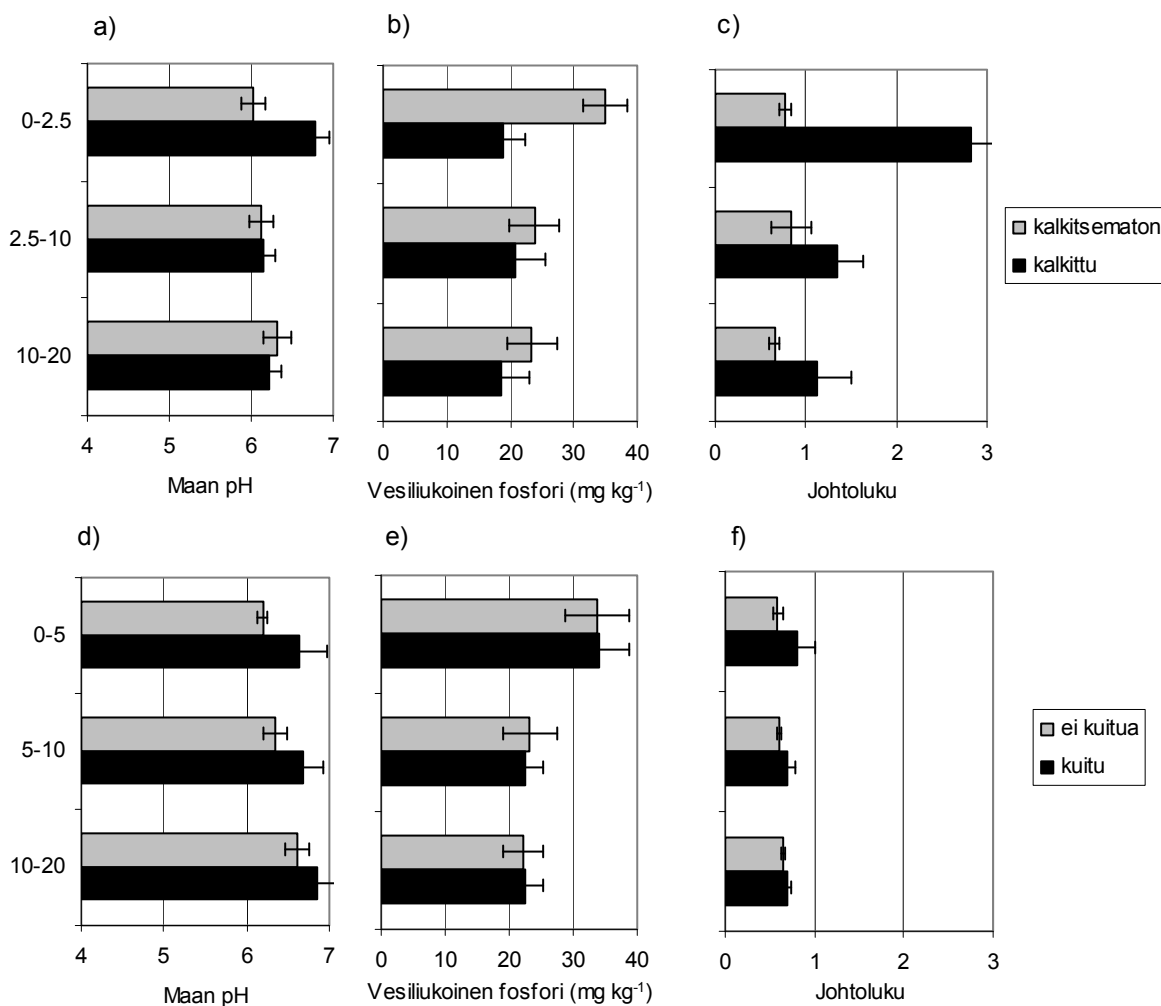 a)
b)
c)
0-2.5
2.5-10
10-20
4 5 6 7
Maan pH
0 10 20 30 40
Vesiliukoinen fosfori (mg kg⁻¹)
0 1 2 3
Johtoluku
kalkitsematon
kalkittu
d)
e)
f)
0-5
5-10
10-20
4 5 6 7
Maan pH
0 10 20 30 40
Vesiliukoinen fosfori (mg kg⁻¹)
0 1 2 3
Johtoluku
ei kuitua
kuitu